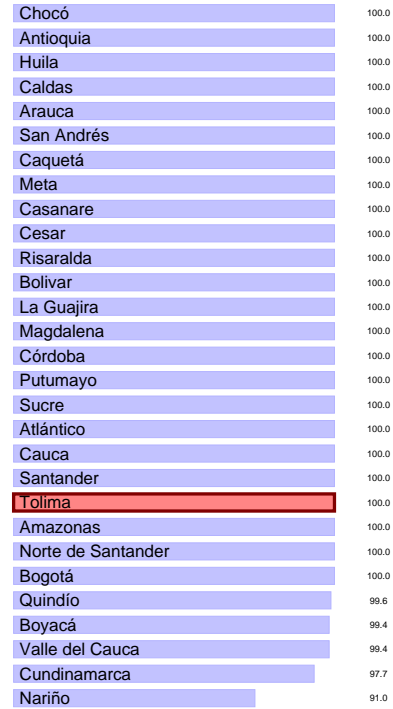 Chocó 100.0
Antioquia 100.0
Huila 100.0
Caldas 100.0
Arauca 100.0
San Andrés 100.0
Caquetá 100.0
Meta 100.0
Casanare 100.0
Cesar 100.0
Risaralda 100.0
Bolivar 100.0
La Guajira 100.0
Magdalena 100.0
Córdoba 100.0
Putumayo 100.0
Sucre 100.0
Atlántico 100.0
Cauca 100.0
Santander 100.0
Tolima 100.0
Amazonas 100.0
Norte de Santander 100.0
Bogotá 100.0
Quindío 99.6
Boyacá 99.4
Valle del Cauca 99.4
Cundinamarca 97.7
Nariño 91.0